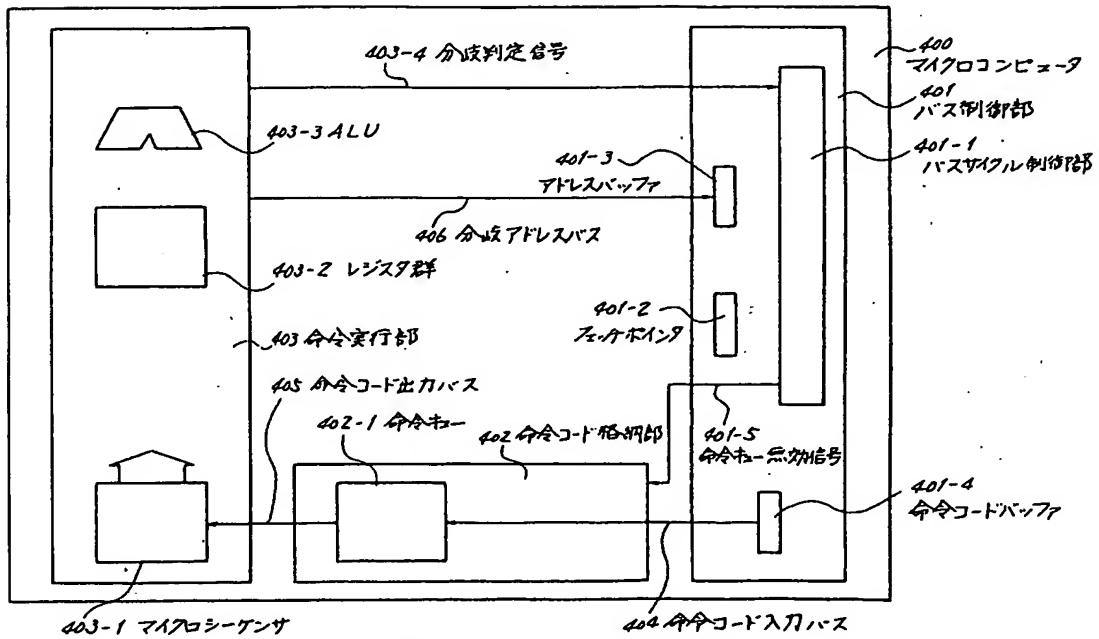 403-4 分岐判定信号
400
マイクロコンピュータ
401
バス制御部
403-3 ALU
401-3
アドレスバッファ
401-1
バスサイクル制御部
406 分岐アドレスバス
403-2 レジスタ群
401-2
フェッチポインタ
403 命令実行部
405 命令コード出力バス
402-1 命令キュー
402 命令コード格納部
401-5
命令キュー無効信号
401-4
命令コードバッファ
403-1 マイクロシーケンサ
404 命令コード入力バス